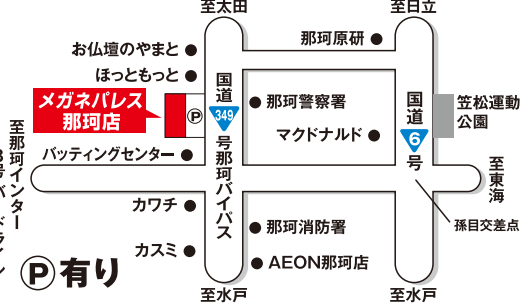 至太田
至日立
那珂原研
お仏壇のやまと
ほっともっと
メガネパレス
那珂店
P
国道349号那珂バイパス
那珂警察署
マクドナルド
国道6号
笠松運動
公園
バッティングセンター
至那珂インター
至東海
カワチ
カスミ
那珂消防署
AEON那珂店
孫目交差点
P有り
至水戸
至水戸